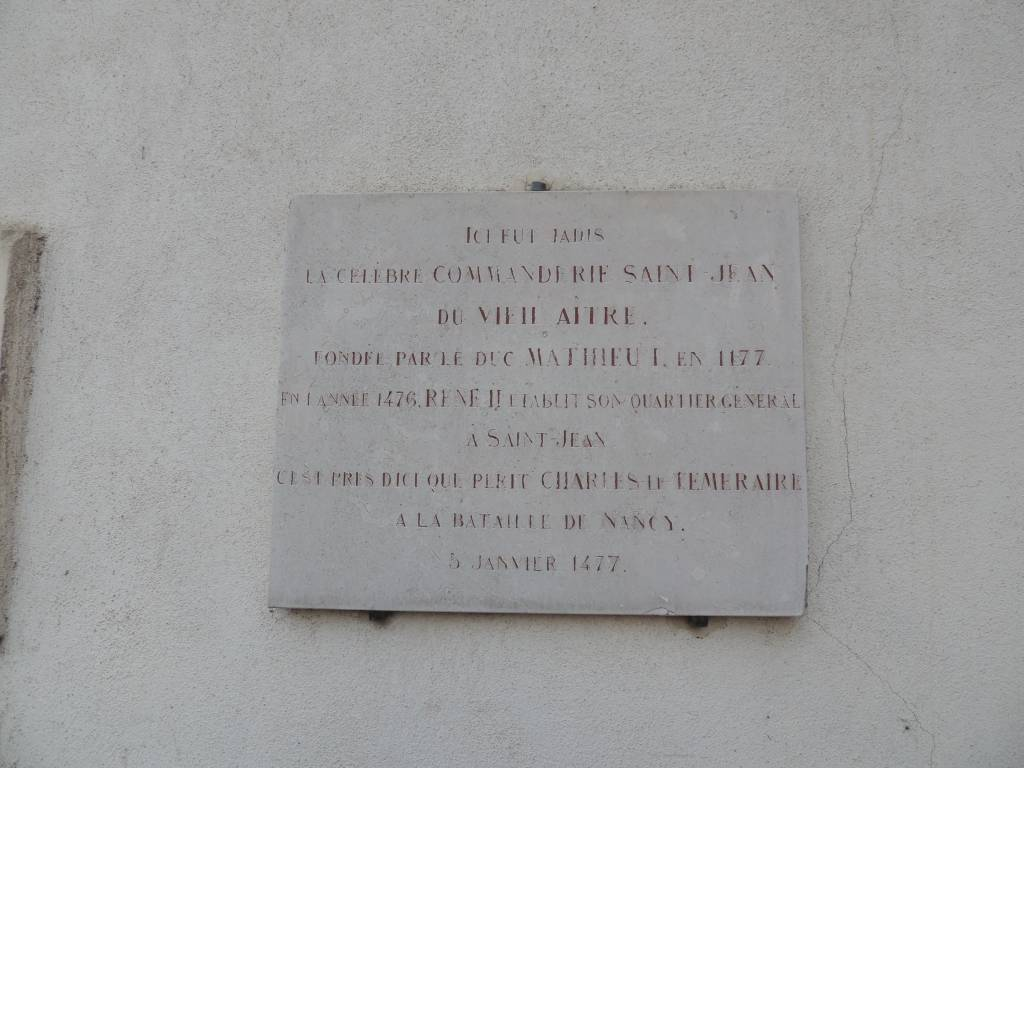 ICI FUT JADIS
LA CÉLÈBRE COMMANDERIE SAINT-JEAN
DU VIEIL AÎTRE.
FONDÉE PAR LE DUC MATHIEU I. EN 1177.
EN L'ANNÉE 1476, RENÉ II ÉTABLIT SON QUARTIER GÉNÉRAL
À SAINT-JEAN
C'EST PRÈS D'ICI QUE PÉRIT CHARLES LE TÉMÉRAIRE
À LA BATAILLE DE NANCY.
5 JANVIER 1477.